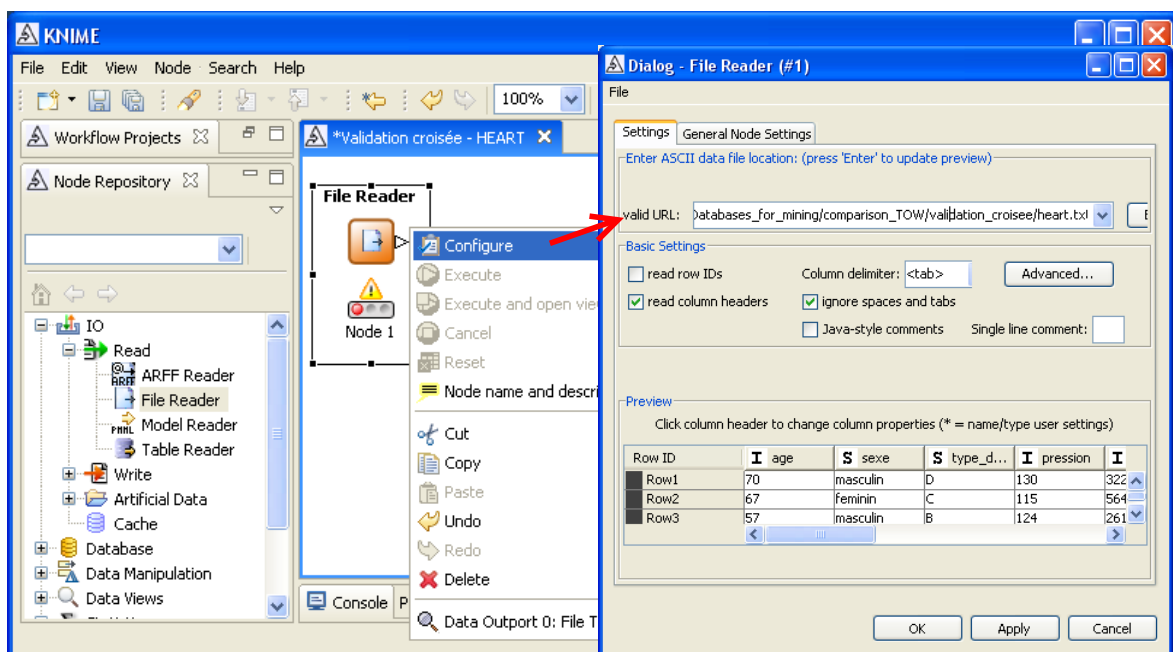 KNIME
File Edit View Node Search Help
100%
Workflow Projects
Node Repository
IO
Read
ARFF Reader
File Reader
Model Reader
Table Reader
Write
Artificial Data
Cache
Database
Data Manipulation
Data Views
*Validation croisée - HEART
File Reader
Node 1
Configure
Execute
Execute and open vie
Cancel
Reset
Node name and descri
Cut
Copy
Paste
Undo
Redo
Delete
Data Outport 0: File T
Console P
Dialog - File Reader (#1)
File
Settings General Node Settings
Enter ASCII data file location: (press 'Enter' to update preview)
valid URL: Databases_for_mining/comparison_TOW/validation_croisee/heart.txt
Basic Settings
read row IDs Column delimiter: <tab> Advanced...
read column headers ignore spaces and tabs
Java-style comments Single line comment:
Preview
Click column header to change column properties (* = name/type user settings)
Row ID I age S sexe S type_d... I pression I
Row1 70 masculin D 130 322
Row2 67 feminin C 115 564
Row3 57 masculin B 124 261
OK Apply Cancel